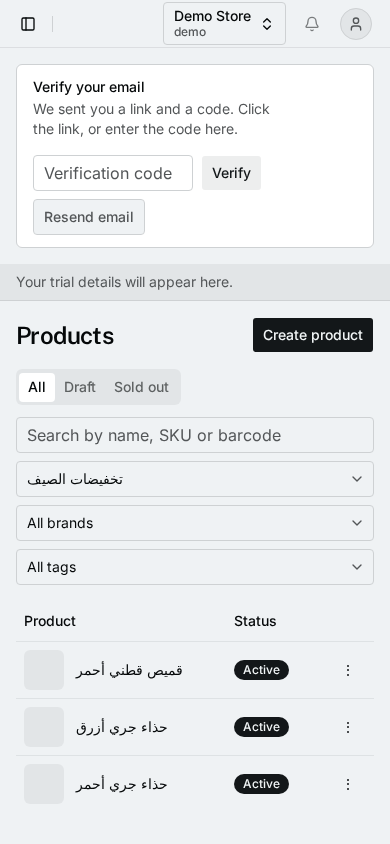 Demo Store
demo
Verify your email
We sent you a link and a code. Click
the link, or enter the code here.
Verification code
Verify
Resend email
Your trial details will appear here.
Products
Create product
All
Draft
Sold out
Search by name, SKU or barcode
تخفيضات الصيف
All brands
All tags
Product
Status
قميص قطني أحمر
Active
حذاء جري أزرق
Active
حذاء جري أحمر
Active